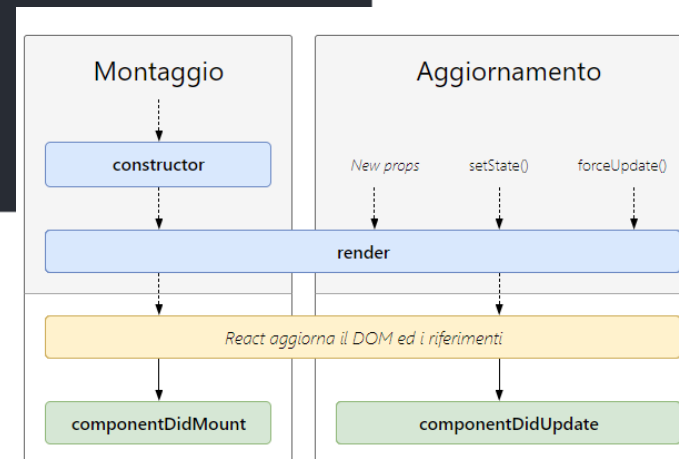 Montaggio
Aggiornamento
constructor
New props
setState()
forceUpdate()
render
React aggiorna il DOM ed i riferimenti
componentDidMount
componentDidUpdate